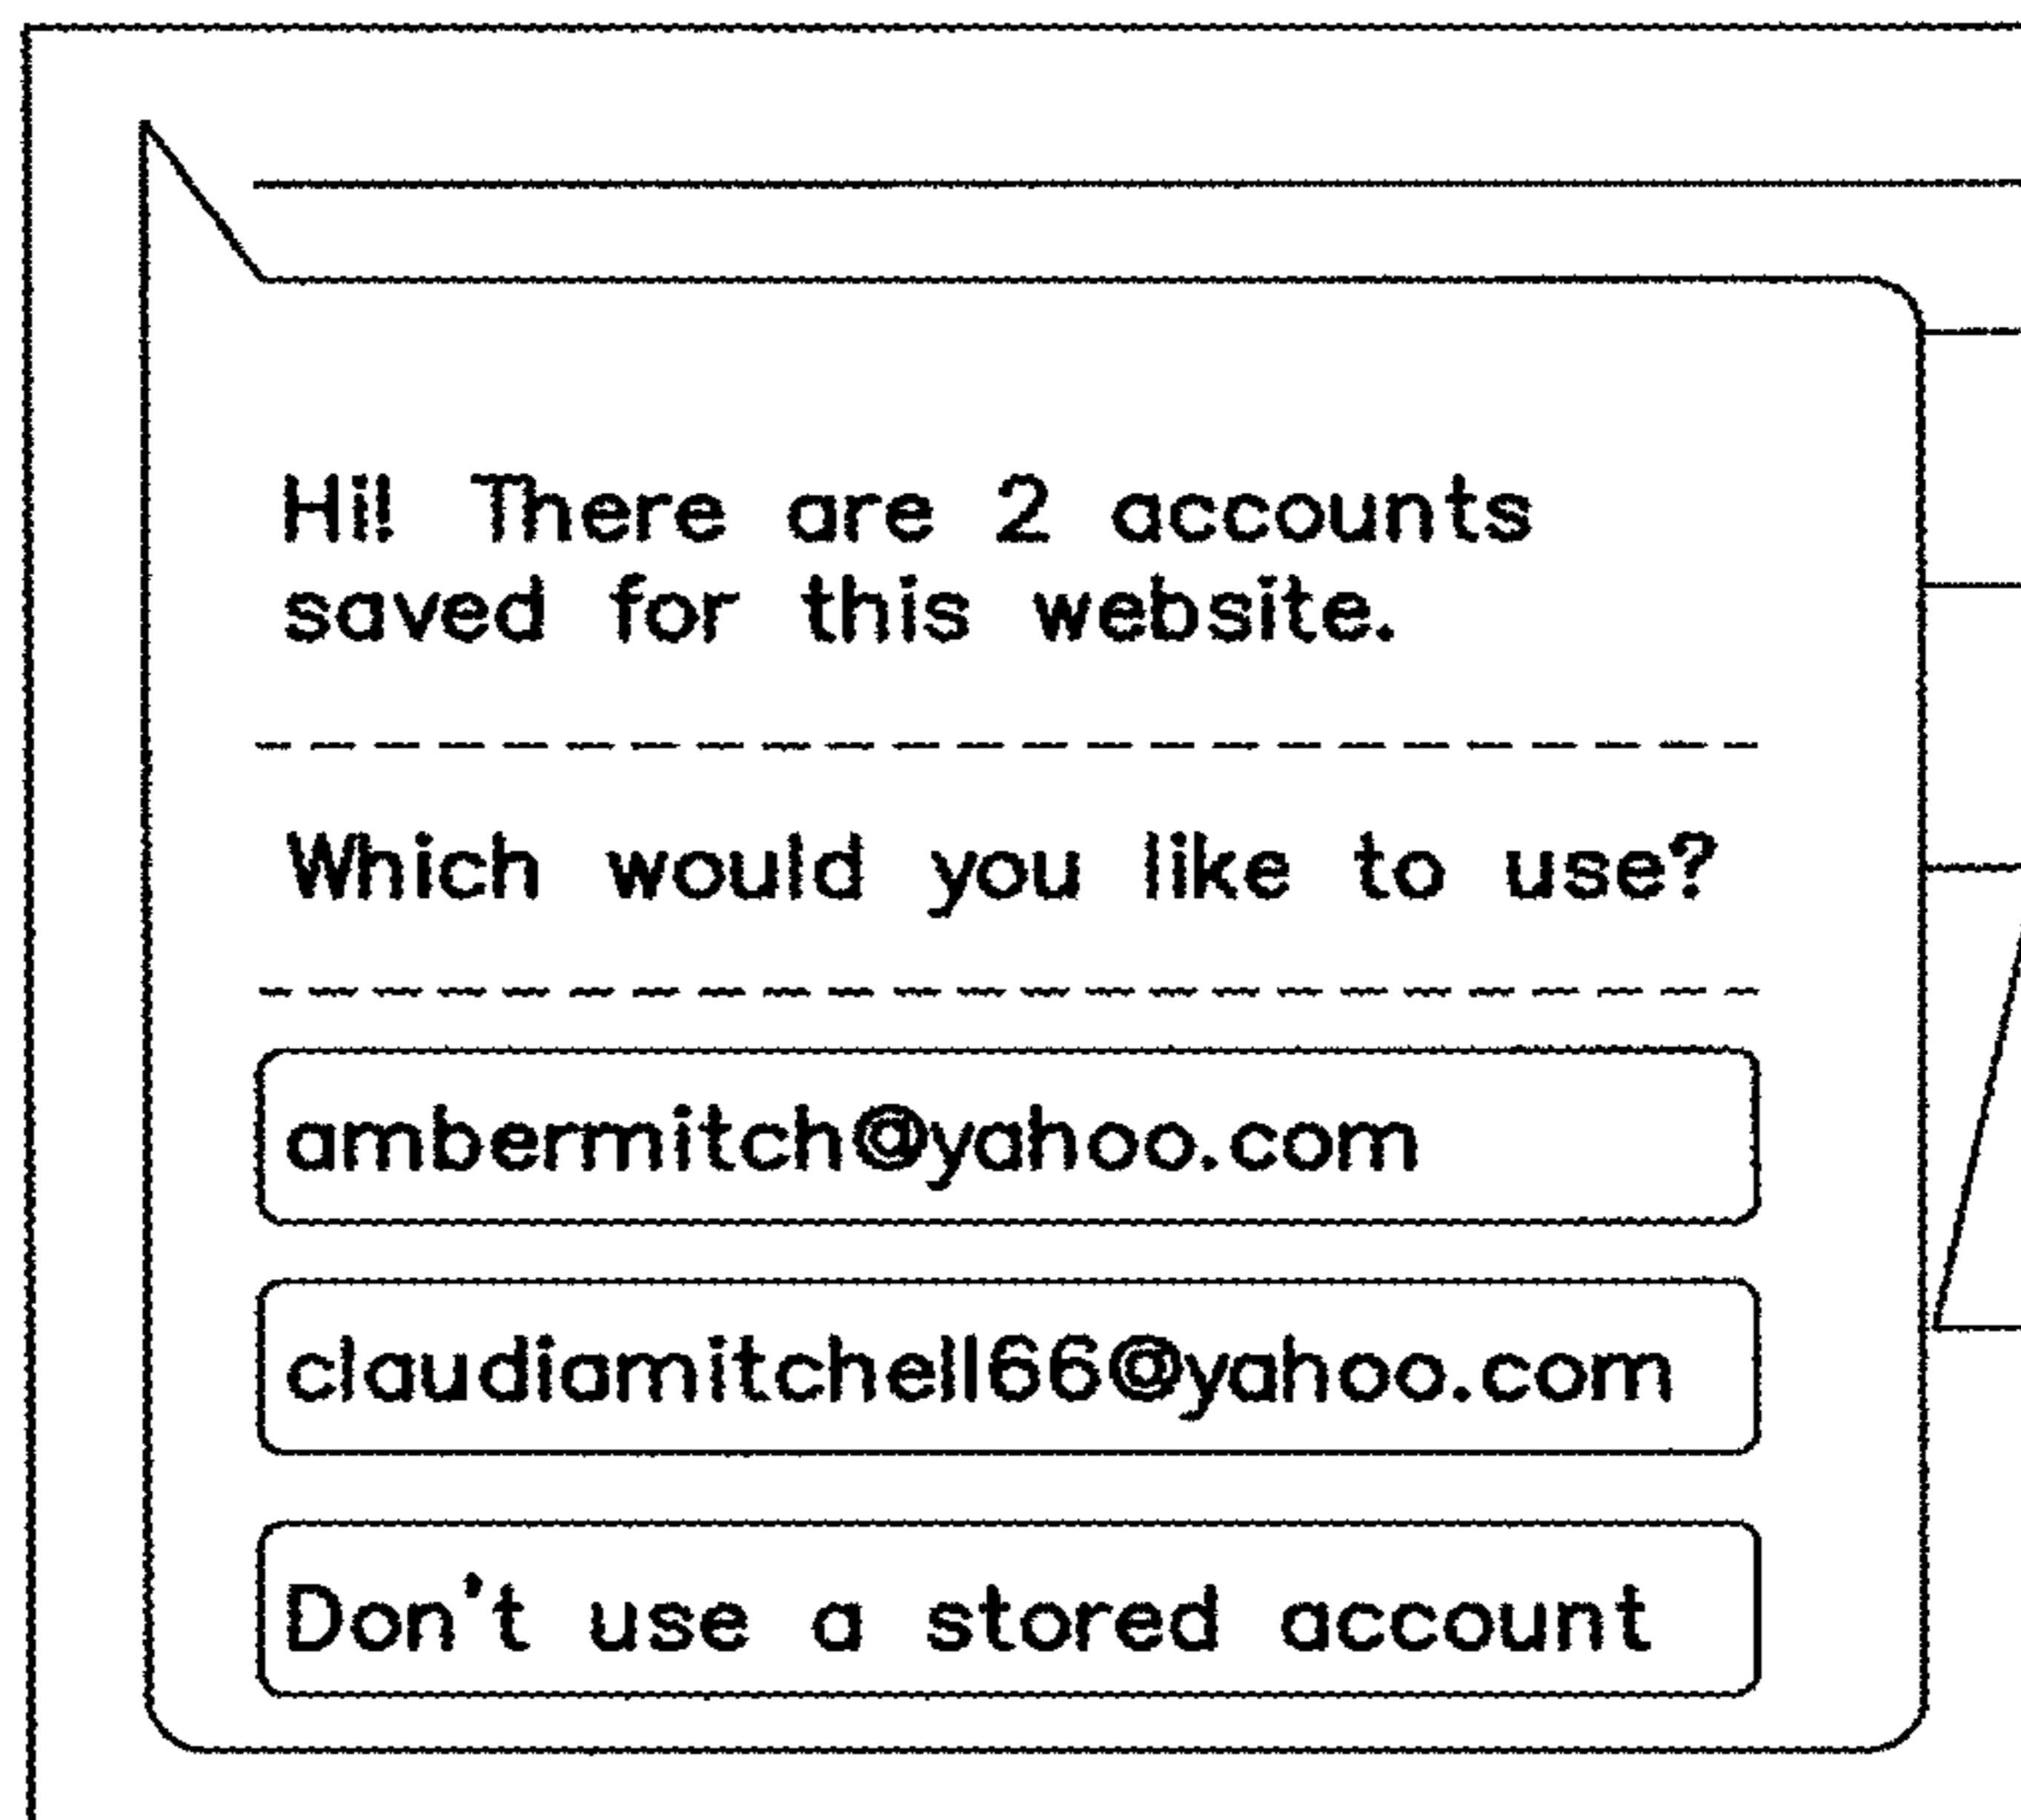 Hi! There are 2 accounts
saved for this website.
Which would you like to use?
ambermitch@yahoo.com
claudiamitchell66@yahoo.com
Don't use a stored account